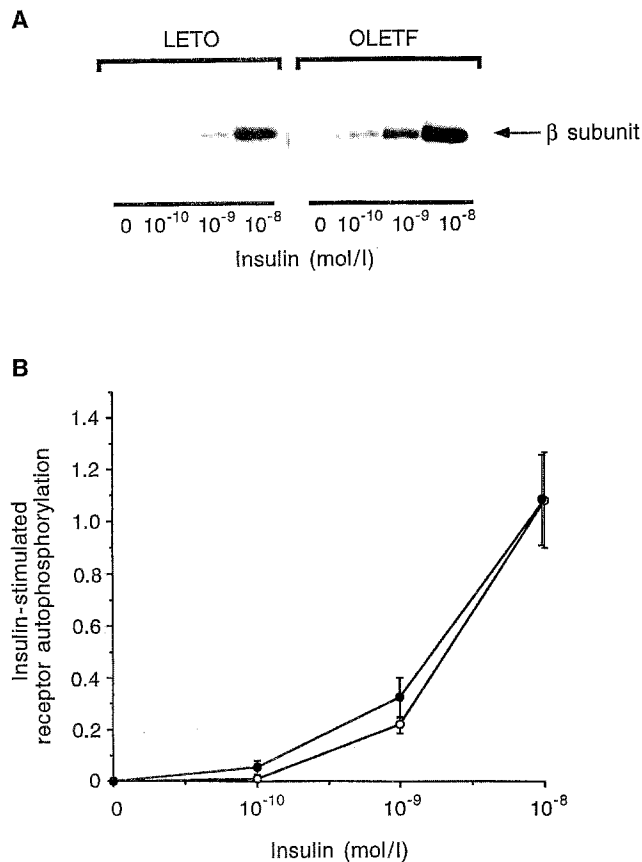 A
LETO OLETF
β subunit
0 10⁻¹⁰ 10⁻⁹ 10⁻⁸ 0 10⁻¹⁰ 10⁻⁹ 10⁻⁸
Insulin (mol/l)
B
Insulin-stimulated
receptor autophosphorylation
1.4
1.2
1.0
0.8
0.6
0.4
0.2
0
0 10⁻¹⁰ 10⁻⁹ 10⁻⁸
Insulin (mol/l)